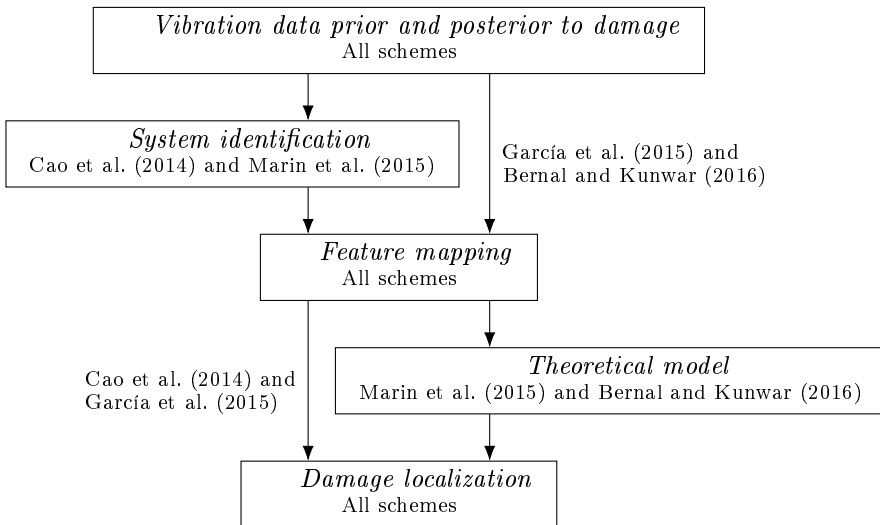 Vibration data prior and posterior to damage
All schemes
System identification
Cao et al. (2014) and Marin et al. (2015)
García et al. (2015) and
Bernal and Kunwar (2016)
Feature mapping
All schemes
Cao et al. (2014) and
García et al. (2015)
Theoretical model
Marin et al. (2015) and Bernal and Kunwar (2016)
Damage localization
All schemes